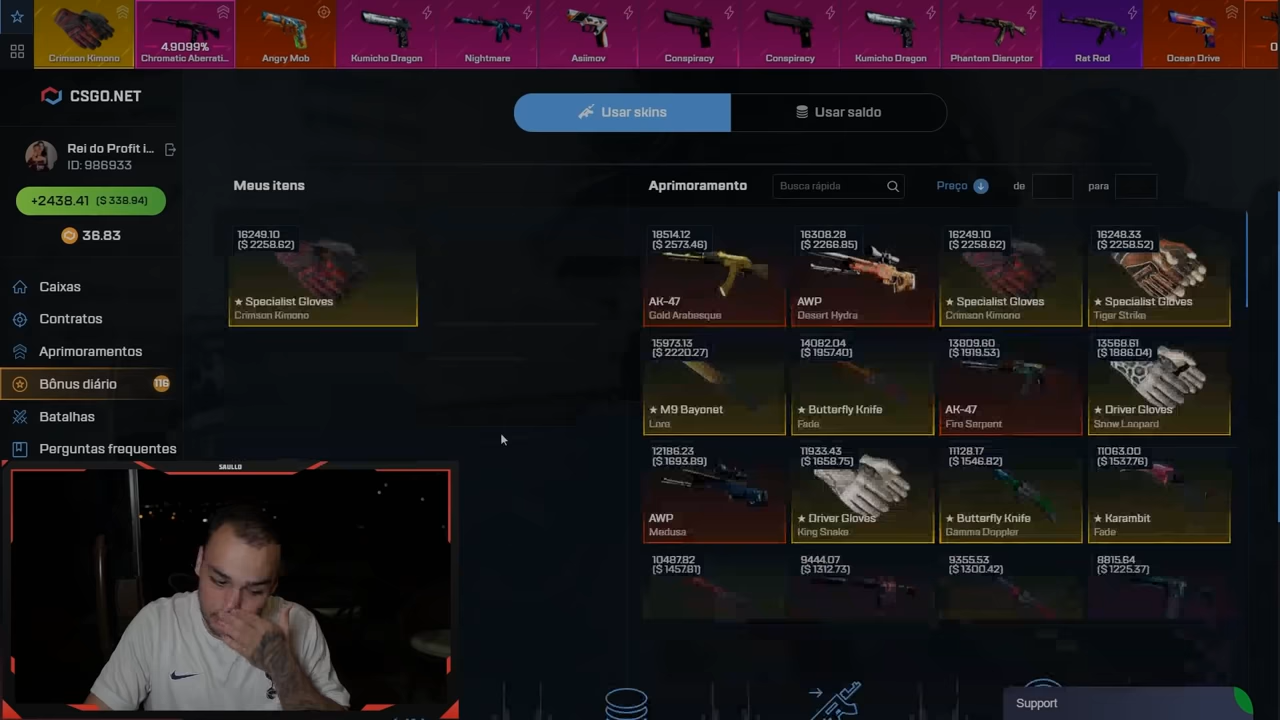 Crimson Kimono
4.9099%
Chromatic Aberrati...
Angry Mob
Kumicho Dragon
Nightmare
Asiimov
Conspiracy
Conspiracy
Kumicho Dragon
Phantom Disruptor
Rat Rod
Ocean Drive
CSGO.NET
Usar skins
Usar saldo
Rei do Profit i...
ID: 986933
+2438.41 ($ 338.94)
36.83
Caixas
Contratos
Aprimoramentos
Bônus diário
116
Batalhas
Perguntas frequentes
Meus itens
16249.10
($ 2258.62)
★ Specialist Gloves
Crimson Kimono
Aprimoramento
Busca rápida
Preço
de
para
18514.12
($ 2573.46)
AK-47
Gold Arabesque
16308.28
($ 2266.85)
AWP
Desert Hydra
16249.10
($ 2258.62)
★ Specialist Gloves
Crimson Kimono
16248.33
($ 2258.52)
★ Specialist Gloves
Tiger Strike
15973.13
($ 2220.27)
★ M9 Bayonet
Lore
14082.04
($ 1957.40)
★ Butterfly Knife
Fade
13809.60
($ 1919.53)
AK-47
Fire Serpent
13568.61
($ 1886.04)
★ Driver Gloves
Snow Leopard
12186.23
($ 1693.89)
AWP
Medusa
11933.43
($ 1658.75)
★ Driver Gloves
King Snake
11128.17
($ 1546.82)
★ Butterfly Knife
Gamma Doppler
11063.00
($ 1537.76)
★ Karambit
Fade
10487.82
($ 1457.81)
9444.07
($ 1312.73)
9355.53
($ 1300.42)
8815.64
($ 1225.37)
SAULLO
Support